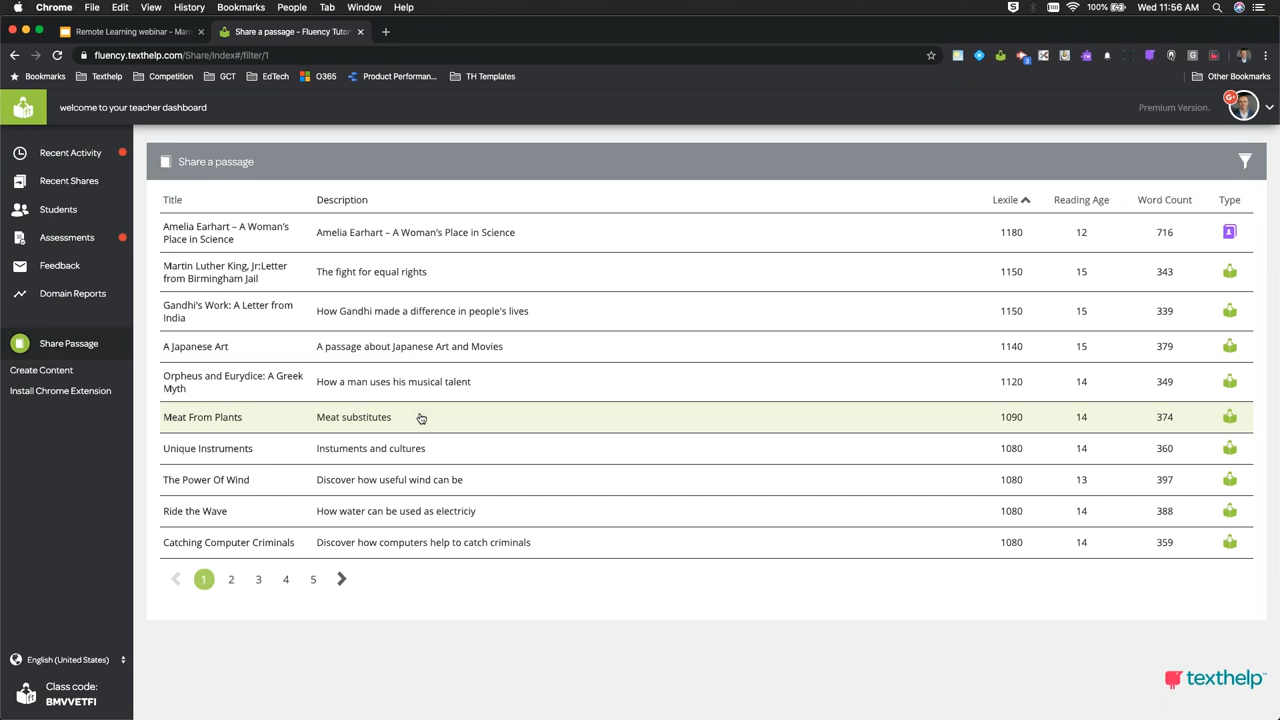 Chrome File Edit View History Bookmarks People Tab Window Help 100% Wed 11:56 AM
Remote Learning webinar - Mar Share a passage - Fluency Tutor
fluency.texthelp.com/Share/Index#/filter/1
Bookmarks Texthelp Competition GCT EdTech O365 Product Performan... TH Templates Other Bookmarks
welcome to your teacher dashboard Premium Version.
Recent Activity
Recent Shares
Students
Assessments
Feedback
Domain Reports
Share Passage
Create Content
Install Chrome Extension
English (United States)
Class code:
BMVVETFI
Share a passage
Title Description Lexile Reading Age Word Count Type
Amelia Earhart – A Woman's
Place in Science
Amelia Earhart – A Woman's Place in Science 1180 12 716
Martin Luther King, Jr:Letter
from Birmingham Jail
The fight for equal rights 1150 15 343
Gandhi's Work: A Letter from
India
How Gandhi made a difference in people's lives 1150 15 339
A Japanese Art A passage about Japanese Art and Movies 1140 15 379
Orpheus and Eurydice: A Greek
Myth
How a man uses his musical talent 1120 14 349
Meat From Plants Meat substitutes 1090 14 374
Unique Instruments Instuments and cultures 1080 14 360
The Power Of Wind Discover how useful wind can be 1080 13 397
Ride the Wave How water can be used as electriciy 1080 14 388
Catching Computer Criminals Discover how computers help to catch criminals 1080 14 359
1 2 3 4 5
texthelp